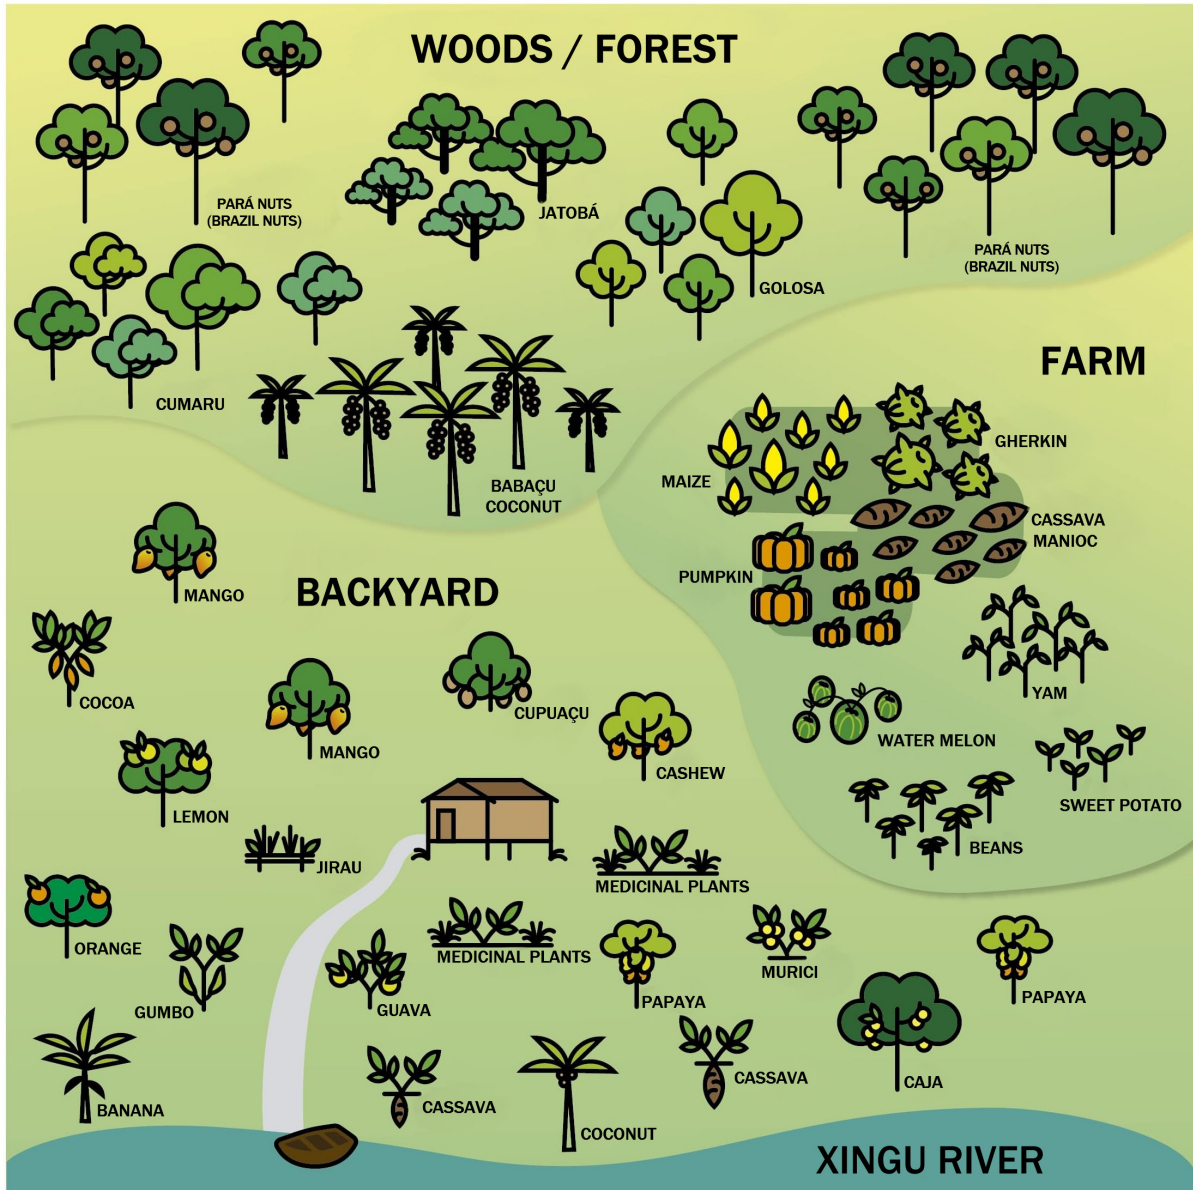 WOODS / FOREST
PARÁ NUTS
(BRAZIL NUTS)
JATOBÁ
GOLOSA
PARÁ NUTS
(BRAZIL NUTS)
CUMARU
BABAÇU
COCONUT
FARM
MAIZE
GHERKIN
CASSAVA
MANIOC
PUMPKIN
YAM
WATER MELON
SWEET POTATO
BEANS
BACKYARD
MANGO
COCOA
MANGO
CUPUAÇU
CASHEW
LEMON
JIRAU
MEDICINAL PLANTS
ORANGE
GUMBO
GUAVA
MEDICINAL PLANTS
PAPAYA
MURICI
PAPAYA
BANANA
CASSAVA
COCONUT
CASSAVA
CAJA
XINGU RIVER